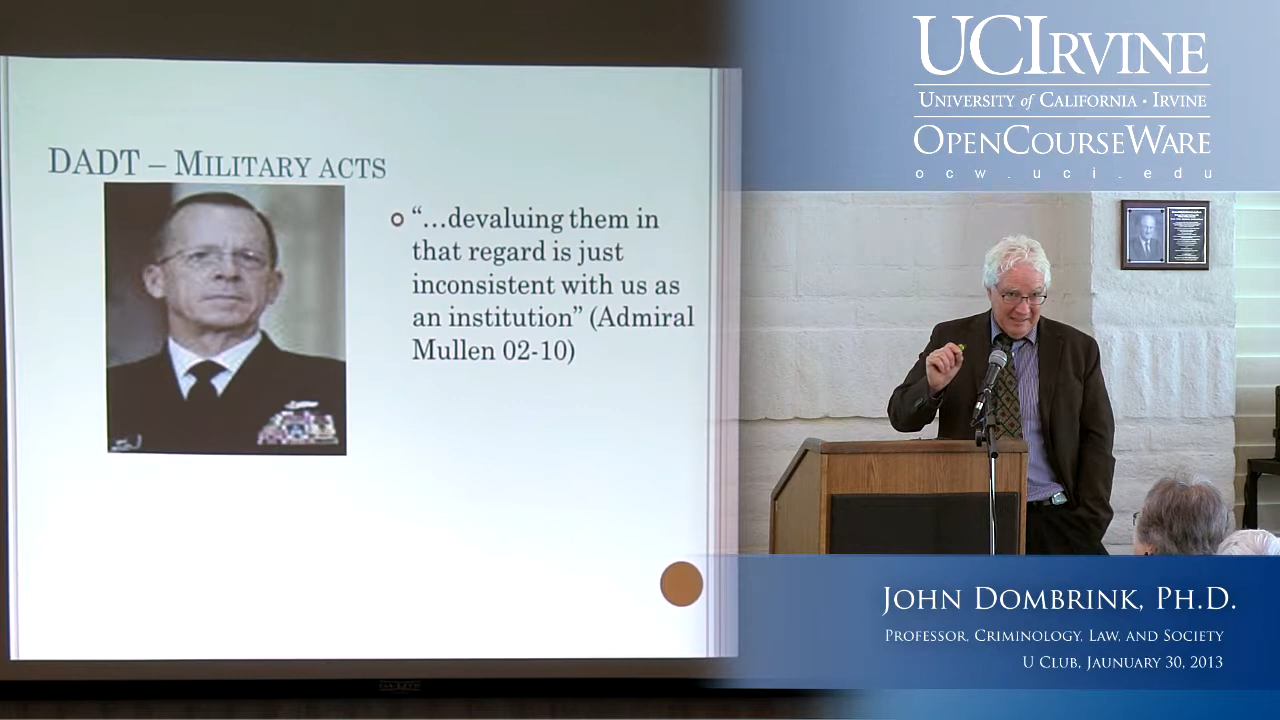 DADT – Military acts
“…devaluing them in
that regard is just
inconsistent with us as
an institution” (Admiral
Mullen 02-10)
UCIrvine
University of California • Irvine
OpenCourseWare
ocw.uci.edu
John Dombrink, Ph.D.
Professor, Criminology, Law, and Society
U Club, Jaunuary 30, 2013